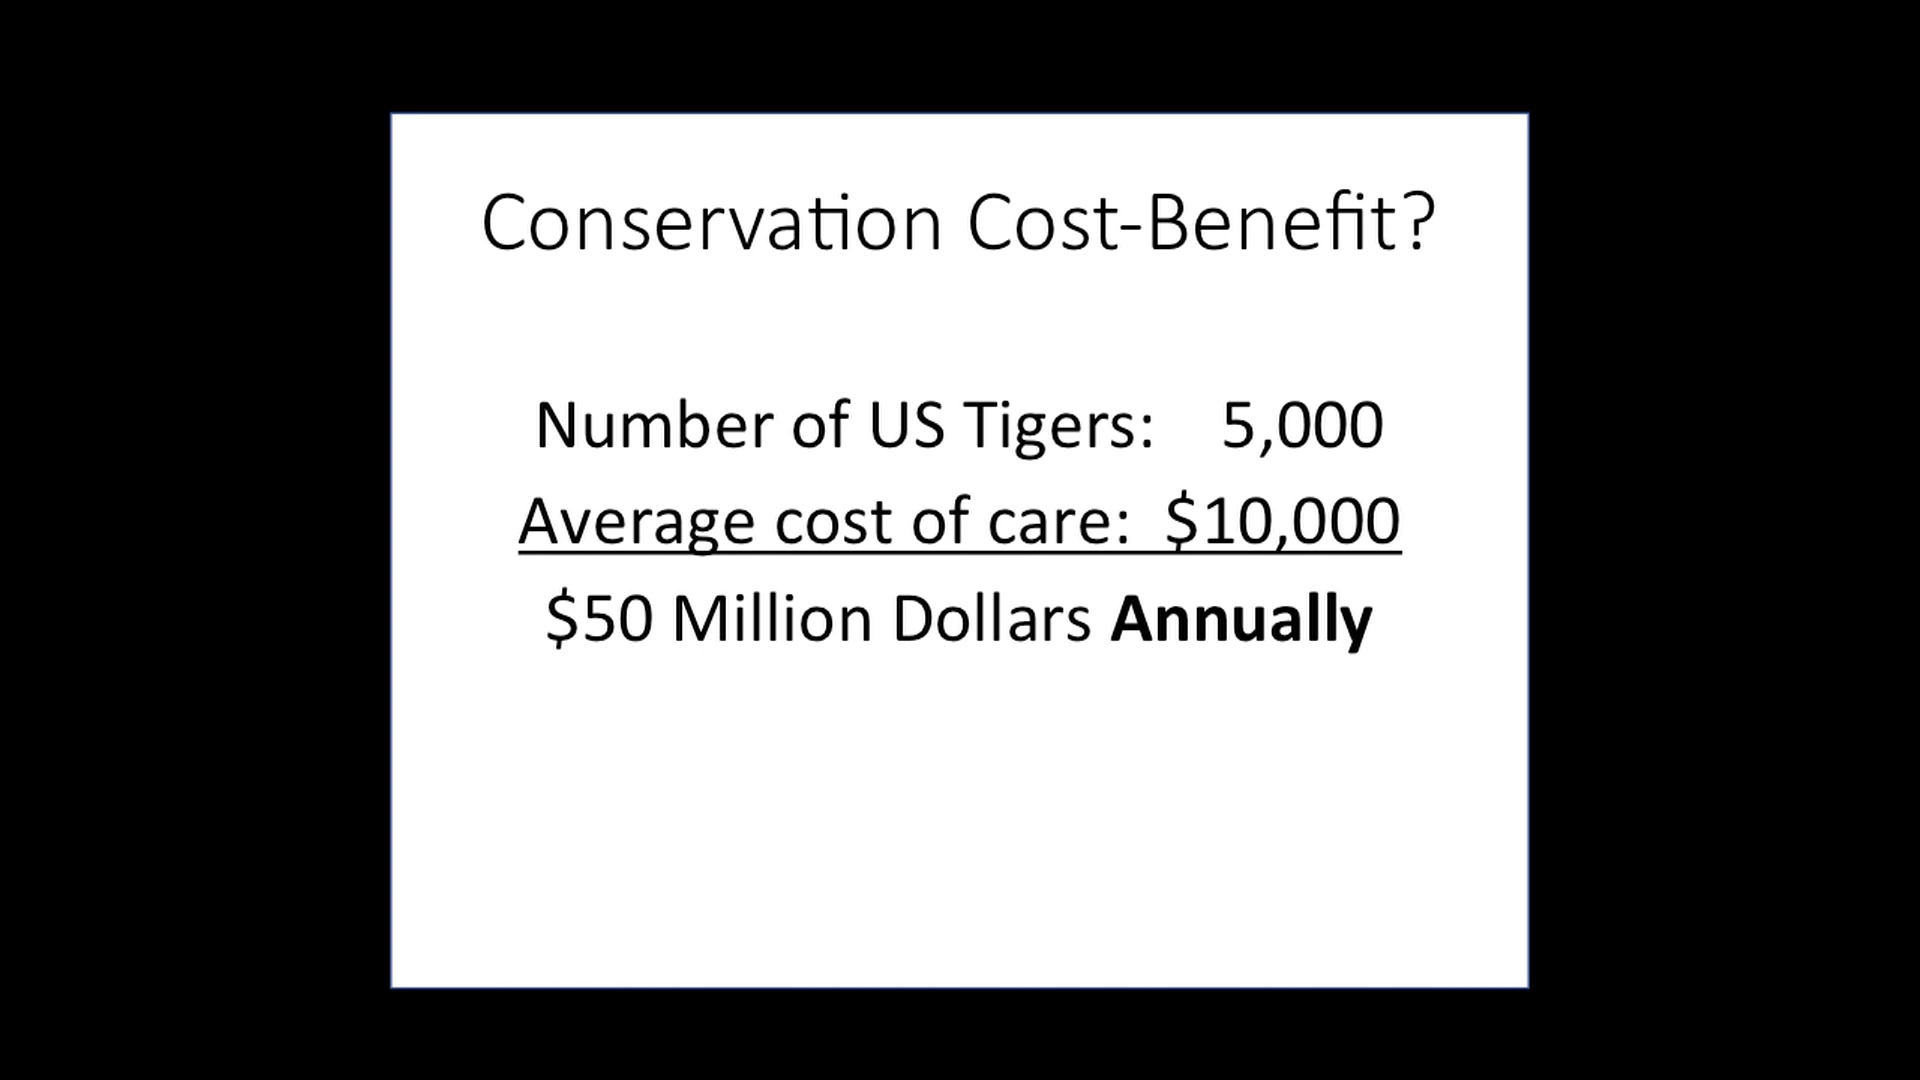 Conservation Cost-Benefit?
Number of US Tigers: 5,000
Average cost of care: $10,000
$50 Million Dollars Annually